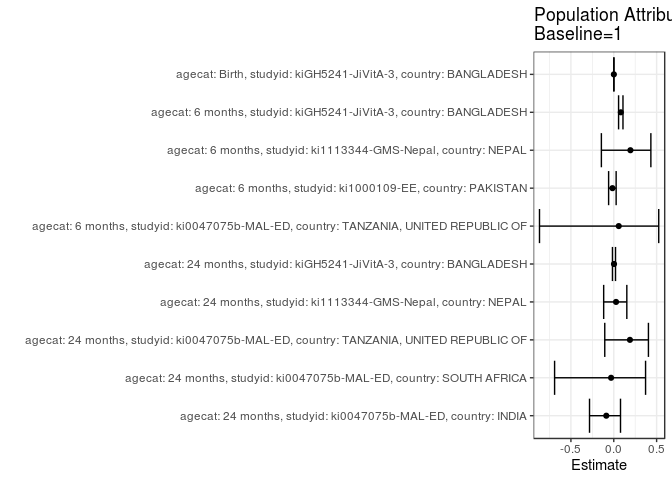 Population Attribu
Baseline=1
agecat: Birth, studyid: kiGH5241-JiVitA-3, country: BANGLADESH
agecat: 6 months, studyid: kiGH5241-JiVitA-3, country: BANGLADESH
agecat: 6 months, studyid: ki1113344-GMS-Nepal, country: NEPAL
agecat: 6 months, studyid: ki1000109-EE, country: PAKISTAN
agecat: 6 months, studyid: ki0047075b-MAL-ED, country: TANZANIA, UNITED REPUBLIC OF
agecat: 24 months, studyid: kiGH5241-JiVitA-3, country: BANGLADESH
agecat: 24 months, studyid: ki1113344-GMS-Nepal, country: NEPAL
agecat: 24 months, studyid: ki0047075b-MAL-ED, country: TANZANIA, UNITED REPUBLIC OF
agecat: 24 months, studyid: ki0047075b-MAL-ED, country: SOUTH AFRICA
agecat: 24 months, studyid: ki0047075b-MAL-ED, country: INDIA
-0.5 0.0 0.5
Estimate